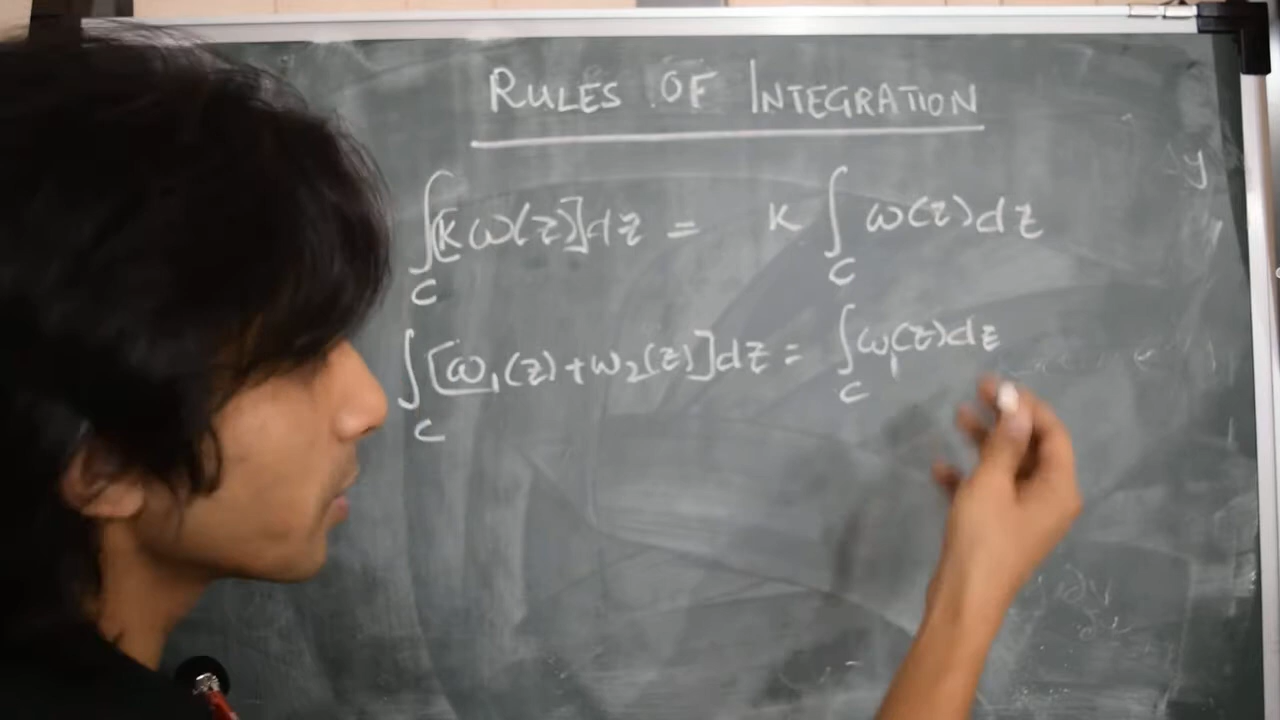 RULES OF INTEGRATION
∫_C [k ω(z)] dz = k ∫_C ω(z) dz
∫_C [ω₁(z) + ω₂(z)] dz = ∫_C ω₁(z) dz
y